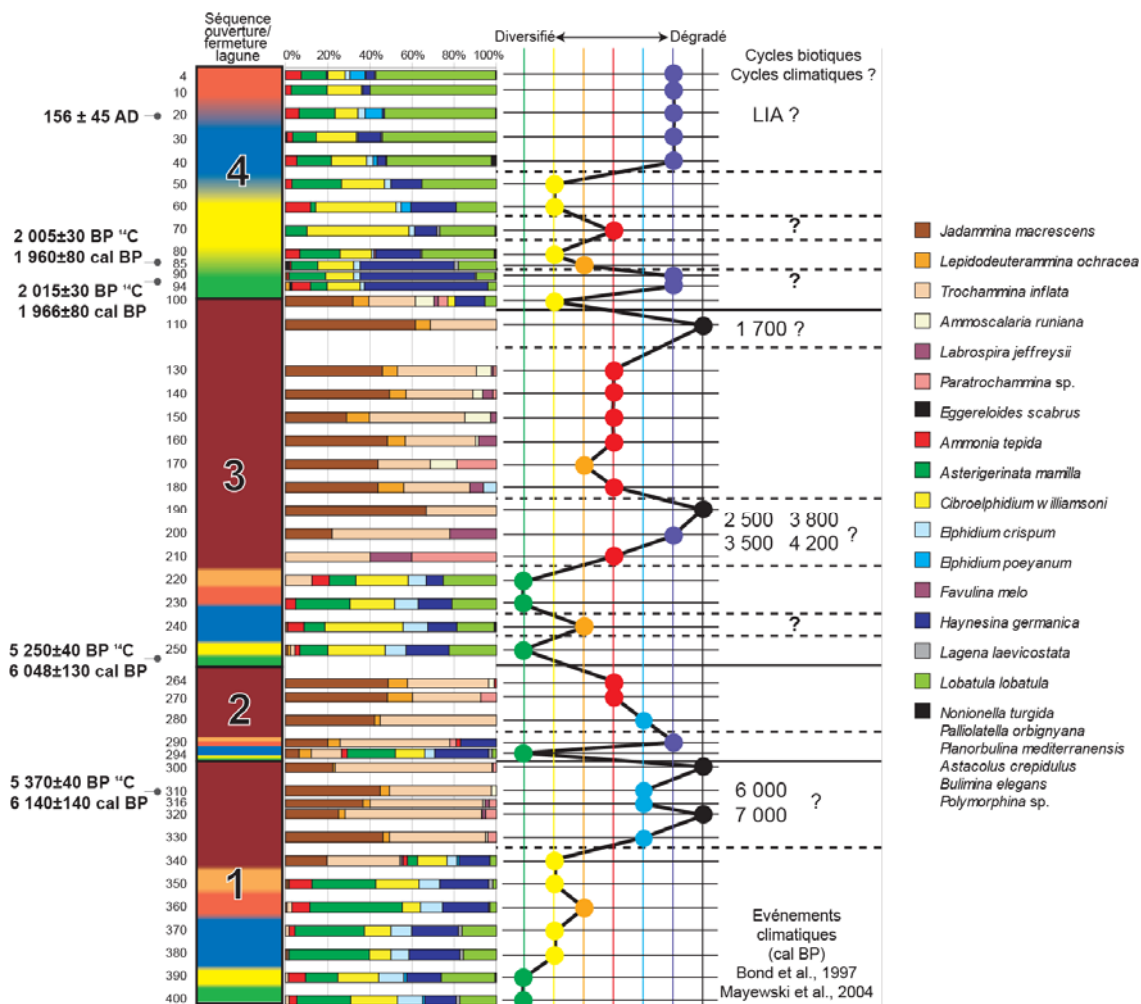 Séquence
ouverture/
fermeture
lagune
0% 20% 40% 60% 80% 100%
Diversifié
Dégradé
Cycles biotiques
Cycles climatiques ?
4
10
20
30
40
50
60
70
80
85
90
94
100
110
130
140
150
160
170
180
190
200
210
220
230
240
250
264
270
280
290
294
300
310
316
320
330
340
350
360
370
380
390
400
156 ± 45 AD
2 005±30 BP ¹⁴C
1 960±80 cal BP
2 015±30 BP ¹⁴C
1 966±80 cal BP
5 250±40 BP ¹⁴C
6 048±130 cal BP
5 370±40 BP ¹⁴C
6 140±140 cal BP
4
3
2
1
LIA ?
?
?
1 700 ?
2 500 3 800
3 500 4 200 ?
?
6 000
7 000 ?
Evénements
climatiques
(cal BP)
Bond et al., 1997
Mayewski et al., 2004
Jadammina macrescens
Lepidodeuterammina ochracea
Trochammina inflata
Ammoscalaria runiana
Labrospira jeffreysii
Paratrochammina sp.
Eggereloides scabrus
Ammonia tepida
Asterigerinata mamilla
Cibroelphidium williamsoni
Elphidium crispum
Elphidium poeyanum
Favulina melo
Haynesina germanica
Lagena laevicostata
Lobatula lobatula
Nonionella turgida
Palliolatella orbignyana
Planorbulina mediterranensis
Astacolus crepidulus
Bulimina elegans
Polymorphina sp.